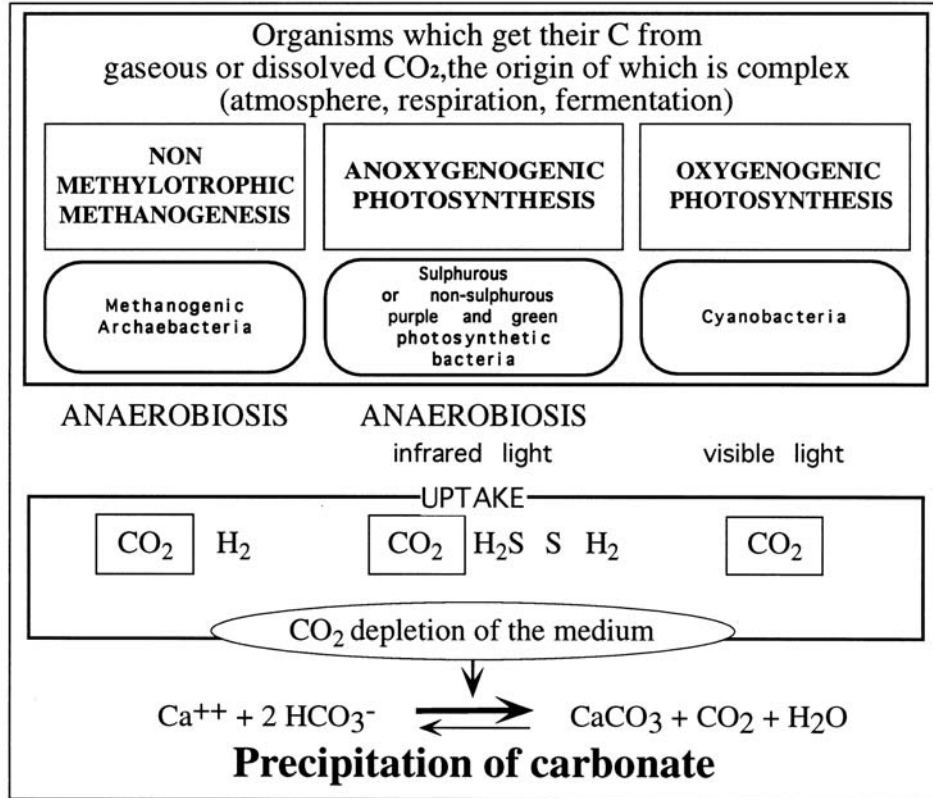 Organisms which get their C from
gaseous or dissolved CO₂,the origin of which is complex
(atmosphere, respiration, fermentation)
NON
METHYLOTROPHIC
METHANOGENESIS
ANOXYGENOGENIC
PHOTOSYNTHESIS
OXYGENOGENIC
PHOTOSYNTHESIS
Methanogenic
Archaebacteria
Sulphurous
or non-sulphurous
purple and green
photosynthetic
bacteria
Cyanobacteria
ANAEROBIOSIS
ANAEROBIOSIS
infrared light
visible light
UPTAKE
CO₂ H₂
CO₂ H₂S S H₂
CO₂
CO₂ depletion of the medium
Ca⁺⁺ + 2 HCO₃⁻ CaCO₃ + CO₂ + H₂O
Precipitation of carbonate